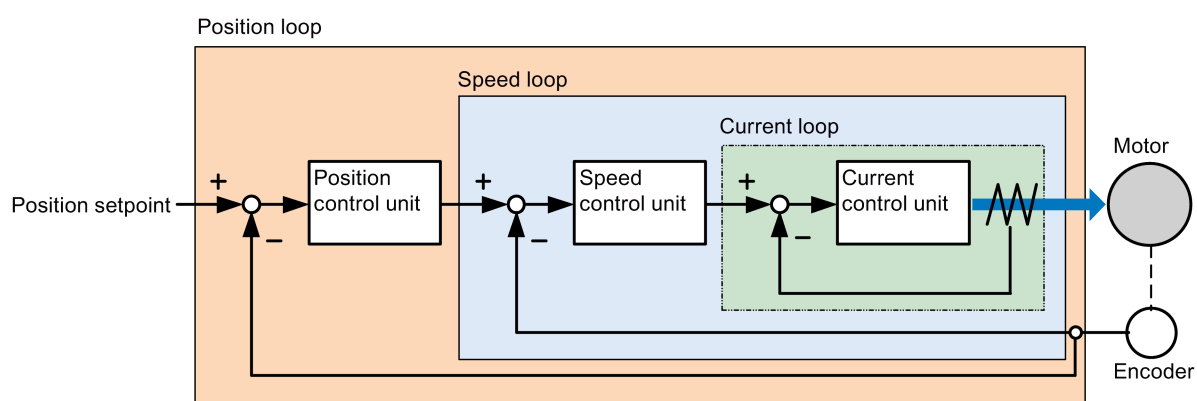 Position loop
Speed loop
Current loop
Motor
+
Position
control unit
+
Speed
control unit
+
Current
control unit
Position setpoint
−
−
−
Encoder